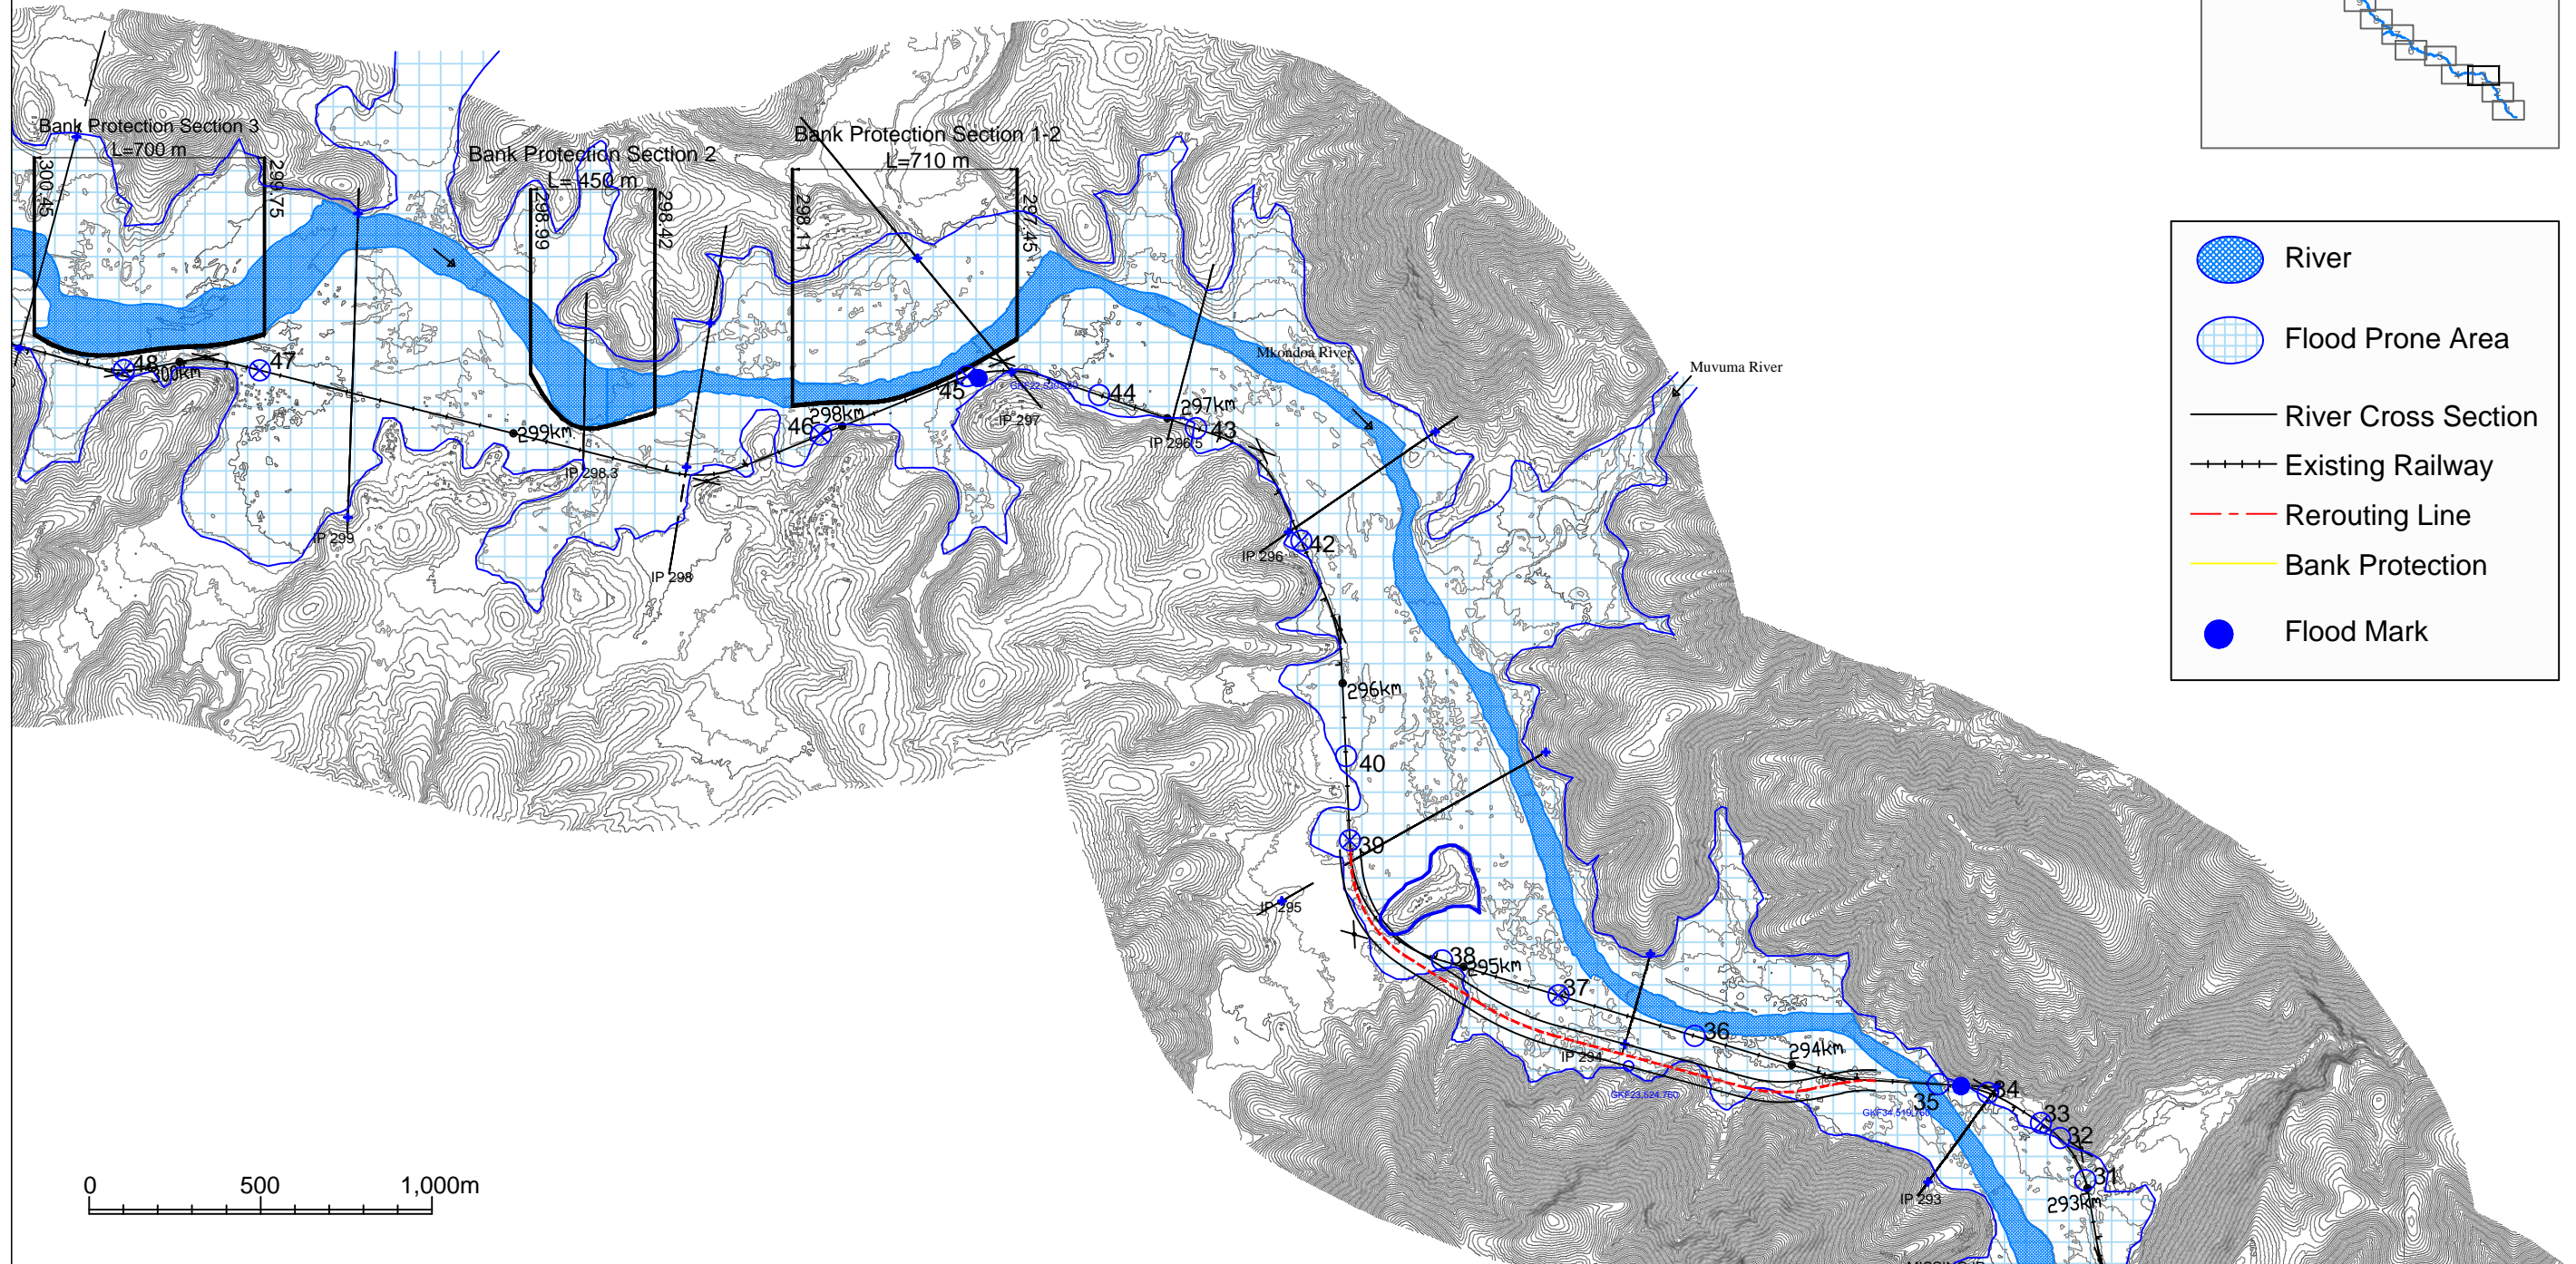 Bank Protection Section 3
L=700 m
300.45
299.75
Bank Protection Section 2
L= 450 m
298.99
298.42
Bank Protection Section 1-2
L=710 m
298.11
297.45
River
Flood Prone Area
River Cross Section
Existing Railway
Rerouting Line
Bank Protection
Flood Mark
Mkondoa River
Muvuma River
48
300km
47
299km
IP 299
IP 298.3
IP 298
46
298km
45
IP 297
44
297km
43
IP 296.5
42
IP 296
296km
40
39
IP 295
38
295km
37
36
IP 294
294km
GKF23,524.760
35
34
33
32
31
293km
IP 293
0 500 1,000m